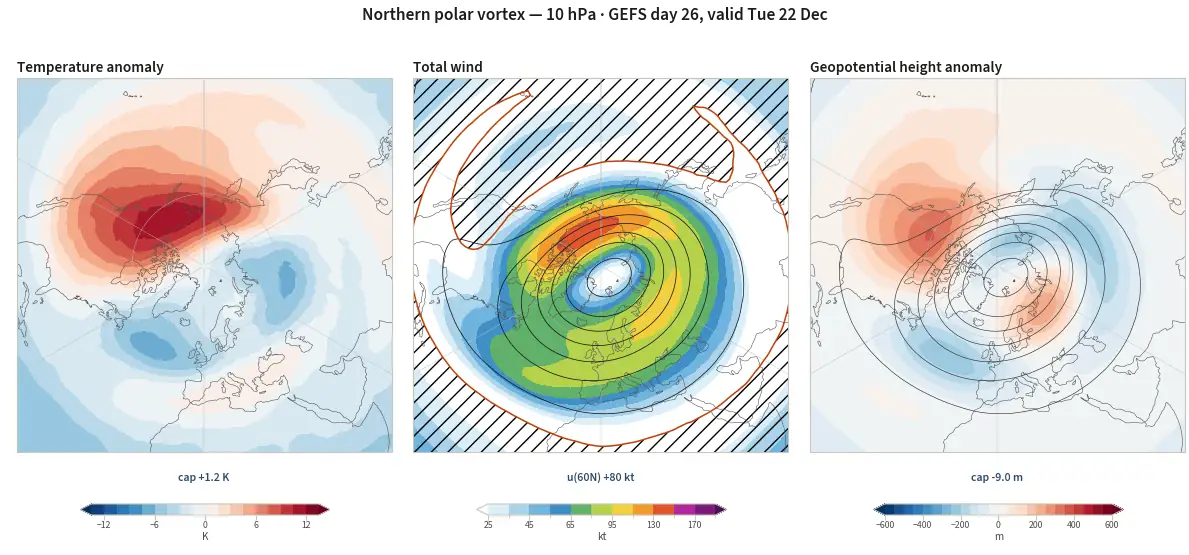 Northern polar vortex — 10 hPa · GEFS day 26, valid Tue 22 Dec
Temperature anomaly
Total wind
Geopotential height anomaly
cap +1.2 K
u(60N) +80 kt
cap -9.0 m
−12 −6 0 6 12
K
25 45 65 95 130 170
kt
−600 −400 −200 0 200 400 600
m